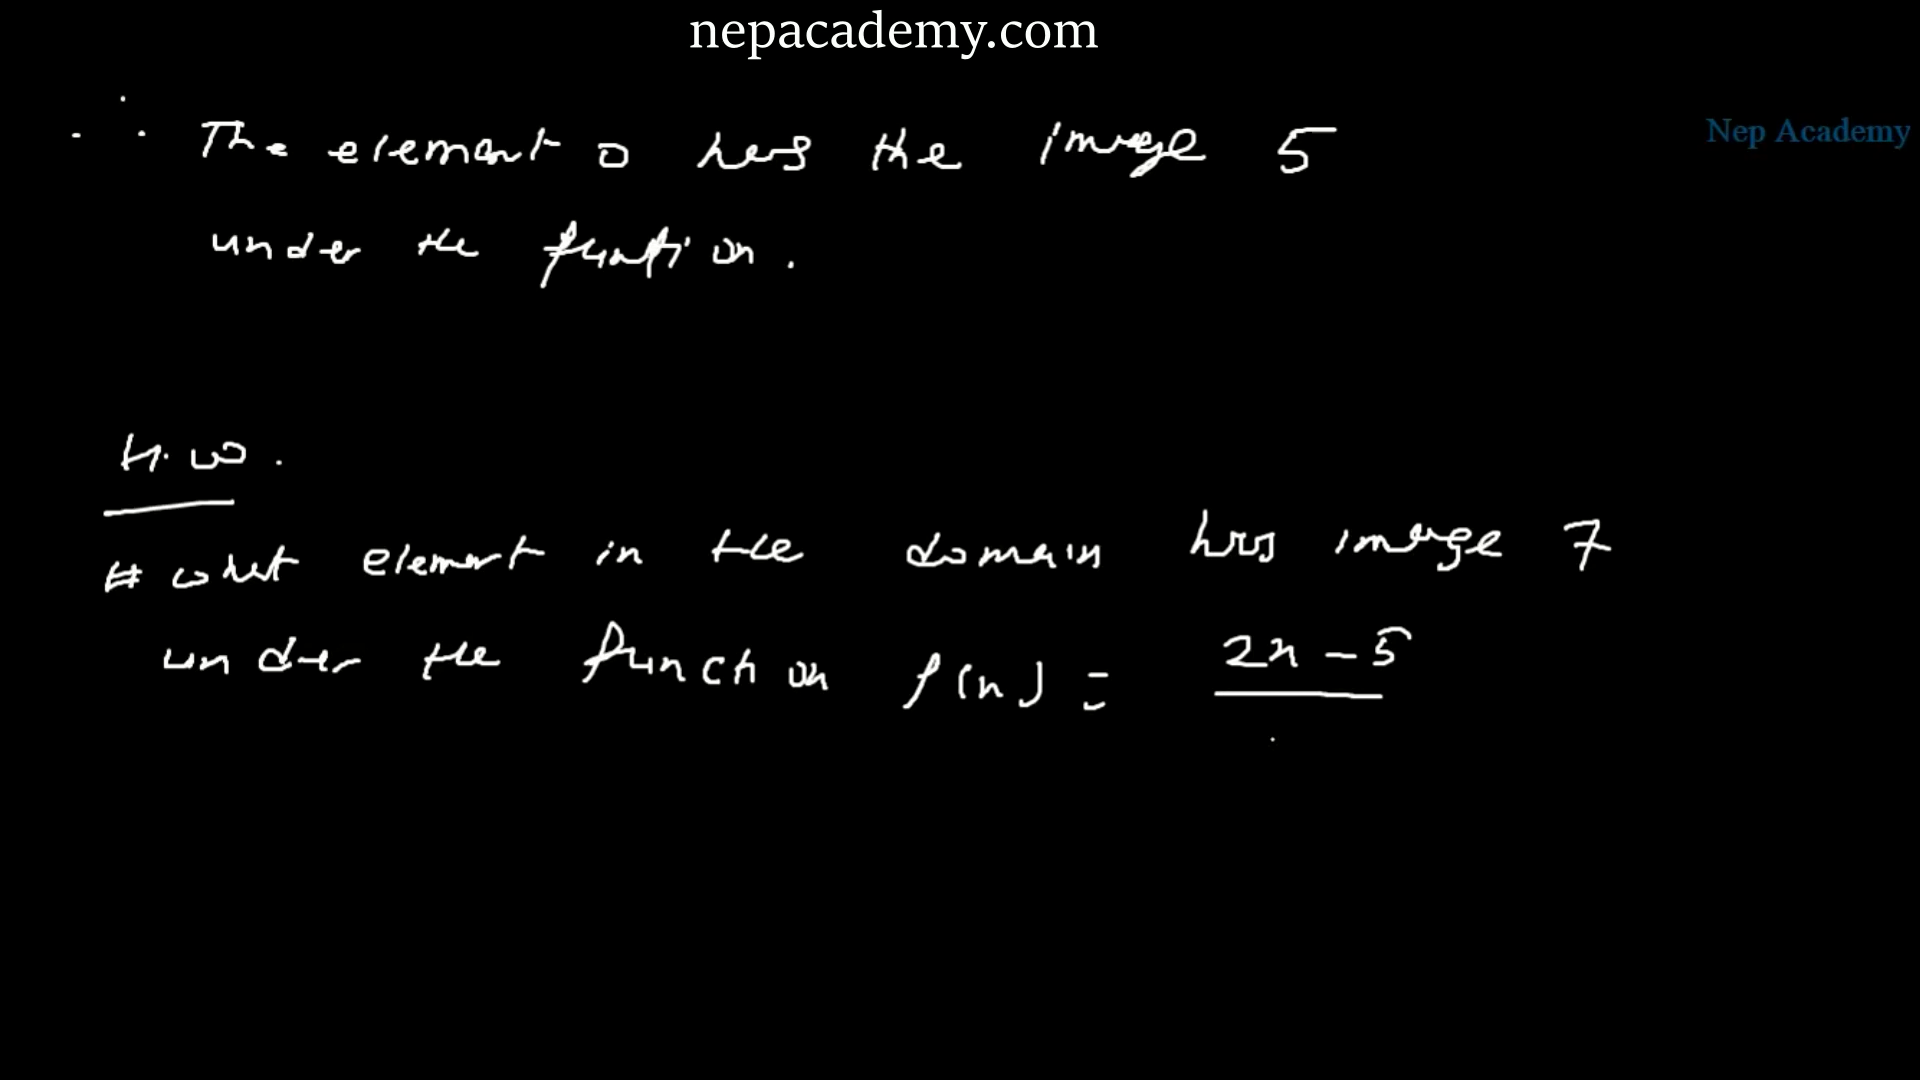 nepacademy.com
Nep Academy
∴ The element 0 has the image 5
under the function.
H.W.
# what element in the domain has image 7
under the function f(x) = 2x - 5